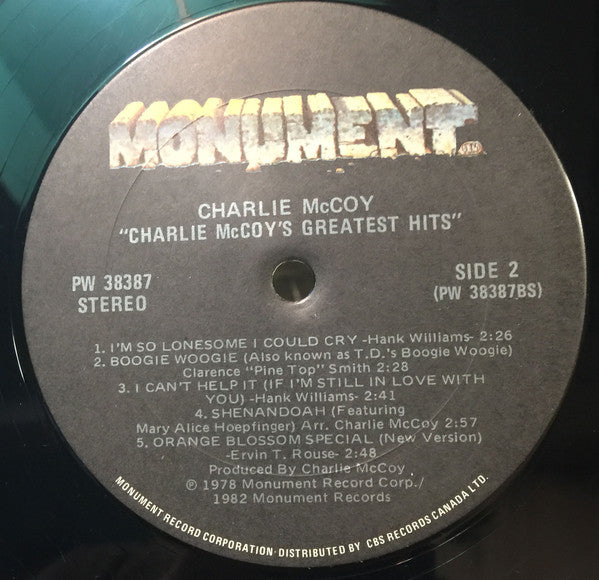 MONUMENT
CHARLIE McCOY
"CHARLIE McCOY'S GREATEST HITS"
PW 38387
STEREO
SIDE 2
(PW 38387BS)
1. I'M SO LONESOME I COULD CRY -Hank Williams- 2:26
2. BOOGIE WOOGIE (Also known as T.D.'s Boogie Woogie)
Clarence "Pine Top" Smith 2:28
3. I CAN'T HELP IT (IF I'M STILL IN LOVE WITH
YOU) -Hank Williams- 2:41
4. SHENANDOAH (Featuring
Mary Alice Hoepfinger) Arr. Charlie McCoy 2:57
5. ORANGE BLOSSOM SPECIAL (New Version)
-Ervin T. Rouse- 2:48
Produced By Charlie McCoy
℗ 1978 Monument Record Corp./
1982 Monument Records
MONUMENT RECORD CORPORATION · DISTRIBUTED BY CBS RECORDS CANADA LTD.